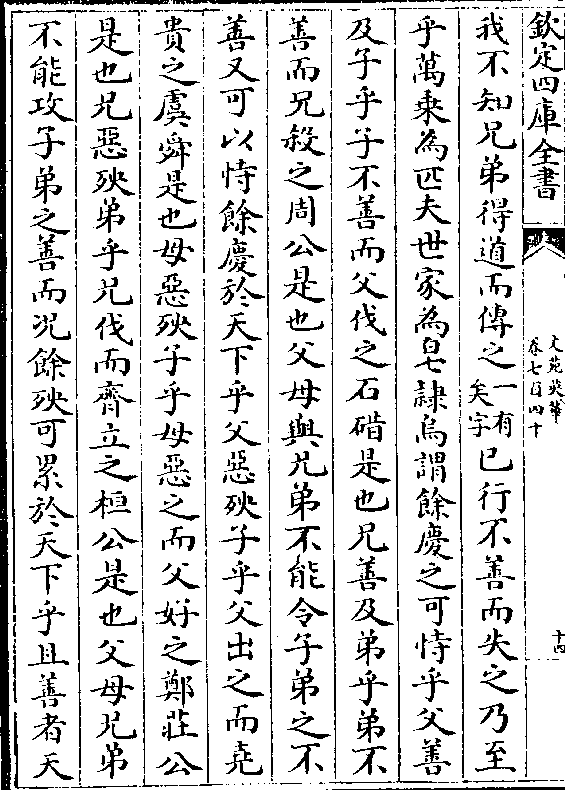 欽定四庫全書
文苑英華
卷七百四十
十四
我不知兄弟得道而傳之一有矣字已行不善而失之乃至
乎萬乗為匹夫世家為皂隷烏謂餘慶之可恃乎父善
及子乎子不善而父伐之石碏是也兄善及弟乎弟不
善而兄殺之周公是也父母與兄弟不能令子弟之不
善又可以恃餘慶於天下乎父惡殃子乎父出之而堯
貴之虞舜是也母惡殃子乎母惡之而父好之鄭莊公
是也兄惡殃弟乎兄伐而齊立之桓公是也父母兄弟
不能攻子弟之善而况餘殃可累於天下乎且善者天